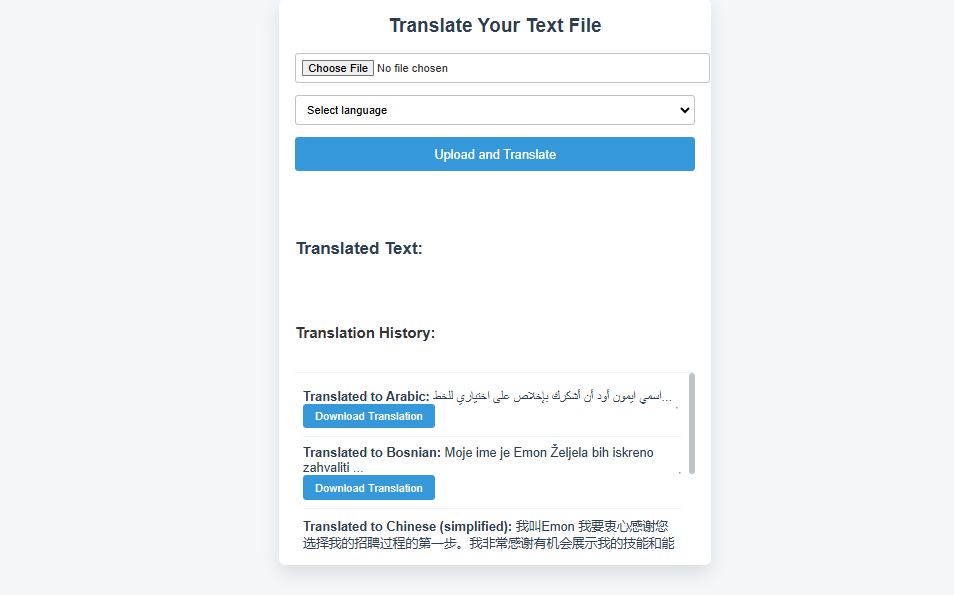 Translate Your Text File
Choose File No file chosen
Select language
Upload and Translate
Translated Text:
Translation History:
Translated to Arabic: اسمي ايمون أود أن أشكرك بإخلاص على اختياري للخط...
Download Translation
Translated to Bosnian: Moje ime je Emon Željela bih iskreno
zahvaliti ...
Download Translation
Translated to Chinese (simplified): 我叫Emon 我要衷心感谢您
选择我的招聘过程的第一步。我非常感谢有机会展示我的技能和能